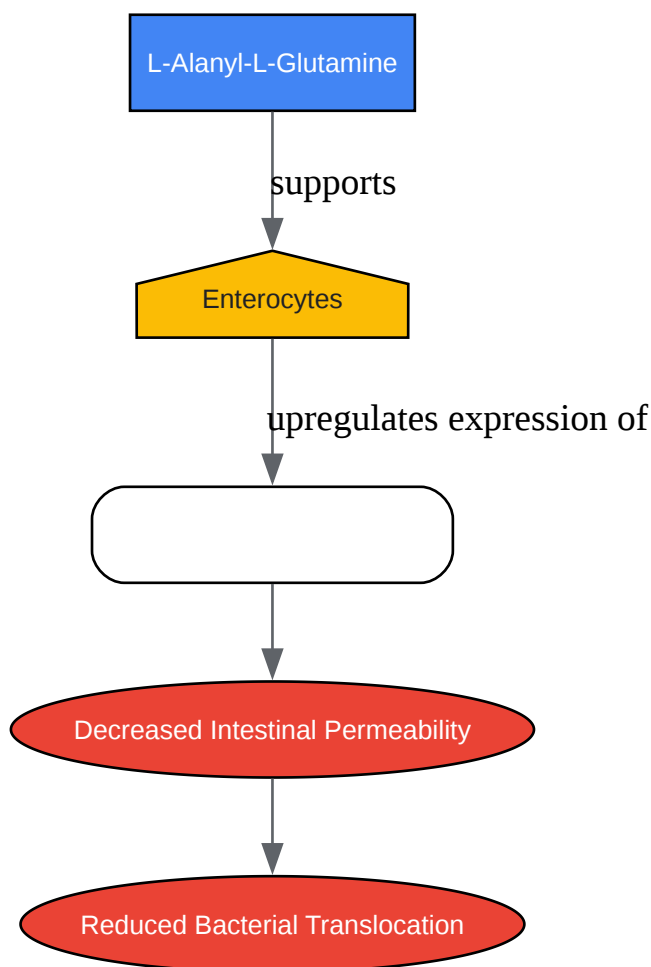 L-Alanyl-L-Glutamine
supports
Enterocytes
upregulates expression of
Decreased Intestinal Permeability
Reduced Bacterial Translocation